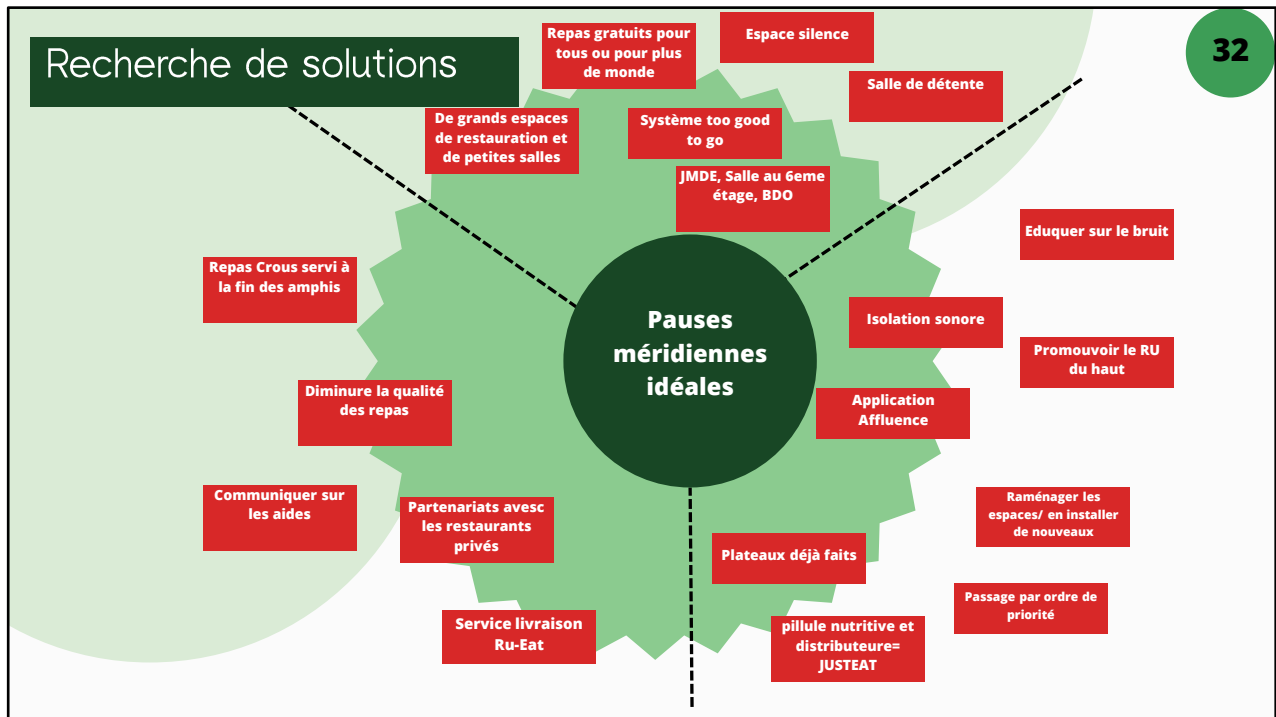 Recherche de solutions
32
Repas gratuits pour
tous ou pour plus
de monde
Espace silence
Salle de détente
De grands espaces
de restauration et
de petites salles
Système too good
to go
JMDE, Salle au 6eme
étage, BDO
Eduquer sur le bruit
Repas Crous servi à
la fin des amphis
Isolation sonore
Pauses
méridiennes
idéales
Promouvoir le RU
du haut
Diminure la qualité
des repas
Application
Affluence
Communiquer sur
les aides
Partenariats avesc
les restaurants
privés
Raménager les
espaces/ en installer
de nouveaux
Plateaux déjà faits
Passage par ordre de
priorité
Service livraison
Ru-Eat
pillule nutritive et
distributeure=
JUSTEAT